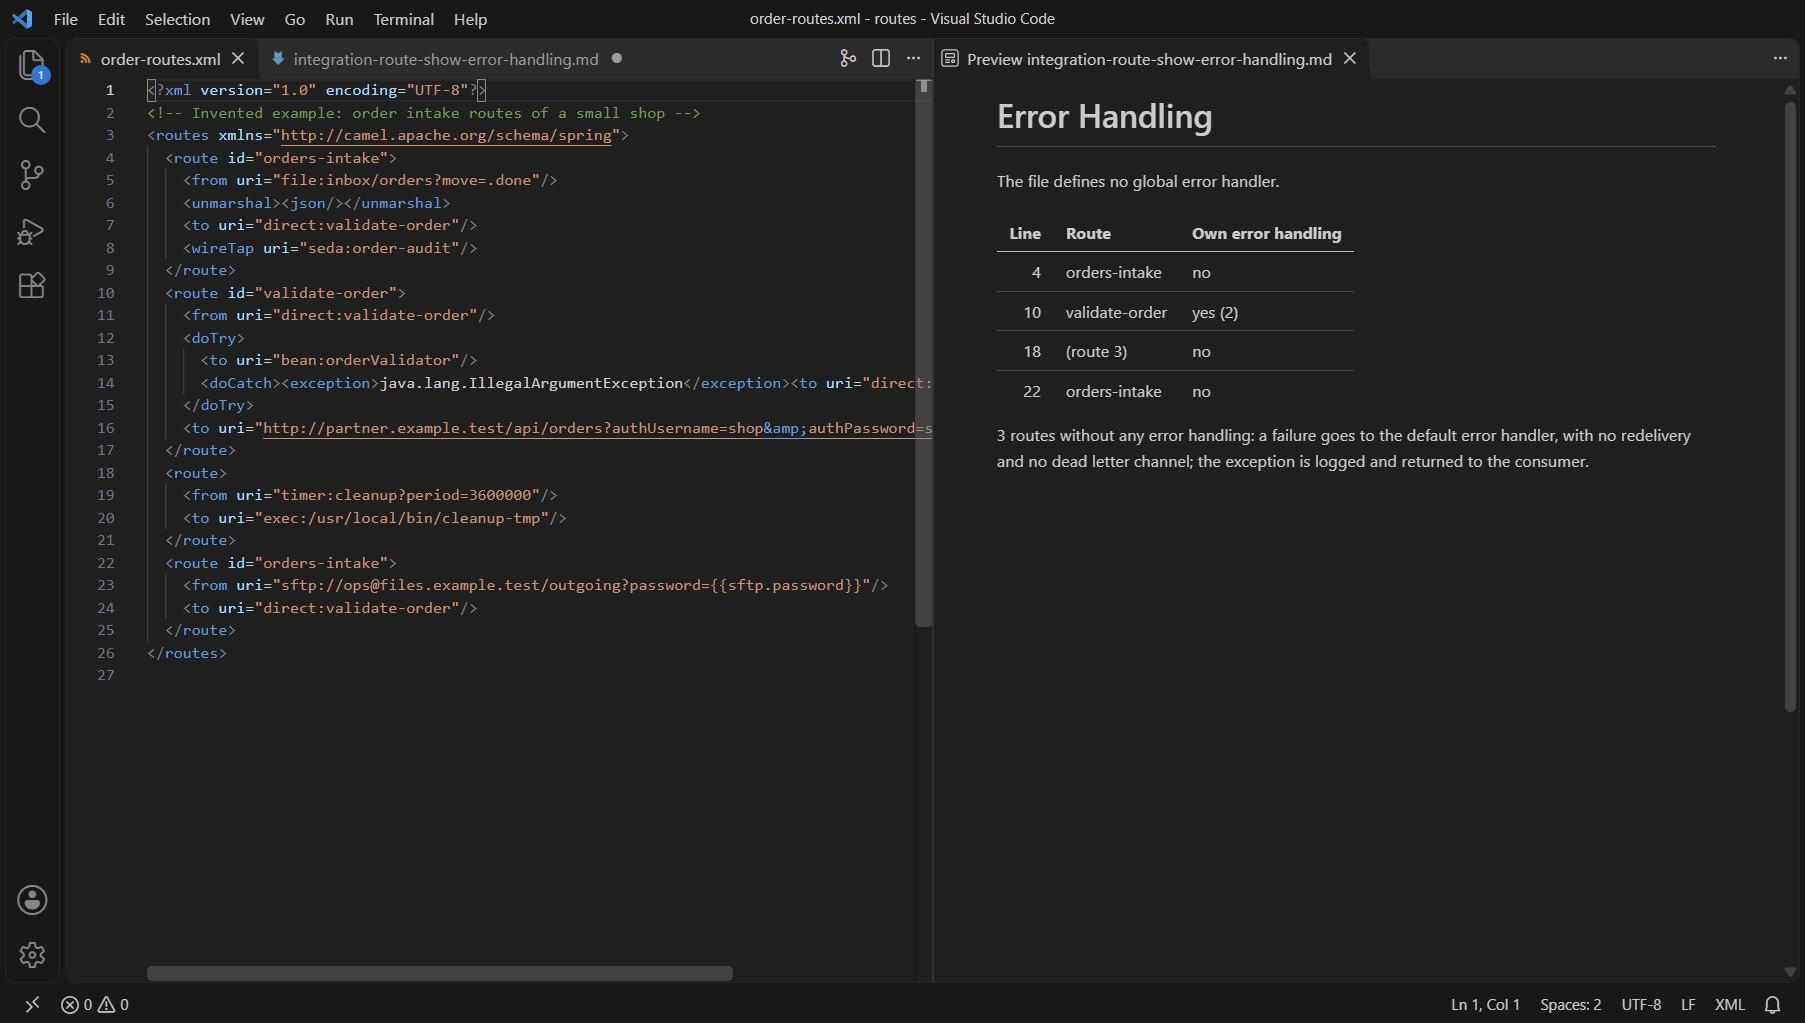 File Edit Selection View Go Run Terminal Help
order-routes.xml - routes - Visual Studio Code
1
order-routes.xml
integration-route-show-error-handling.md
1 <?xml version="1.0" encoding="UTF-8"?>
2 <!-- Invented example: order intake routes of a small shop -->
3 <routes xmlns="http://camel.apache.org/schema/spring">
4 <route id="orders-intake">
5 <from uri="file:inbox/orders?move=.done"/>
6 <unmarshal><json/></unmarshal>
7 <to uri="direct:validate-order"/>
8 <wireTap uri="seda:order-audit"/>
9 </route>
10 <route id="validate-order">
11 <from uri="direct:validate-order"/>
12 <doTry>
13 <to uri="bean:orderValidator"/>
14 <doCatch><exception>java.lang.IllegalArgumentException</exception><to uri="direct:
15 </doTry>
16 <to uri="http://partner.example.test/api/orders?authUsername=shop&amp;authPassword=s
17 </route>
18 <route>
19 <from uri="timer:cleanup?period=3600000"/>
20 <to uri="exec:/usr/local/bin/cleanup-tmp"/>
21 </route>
22 <route id="orders-intake">
23 <from uri="sftp://ops@files.example.test/outgoing?password={{sftp.password}}"/>
24 <to uri="direct:validate-order"/>
25 </route>
26 </routes>
27
Preview integration-route-show-error-handling.md
Error Handling
The file defines no global error handler.
Line Route Own error handling
4 orders-intake no
10 validate-order yes (2)
18 (route 3) no
22 orders-intake no
3 routes without any error handling: a failure goes to the default error handler, with no redelivery
and no dead letter channel; the exception is logged and returned to the consumer.
0 0
Ln 1, Col 1 Spaces: 2 UTF-8 LF XML